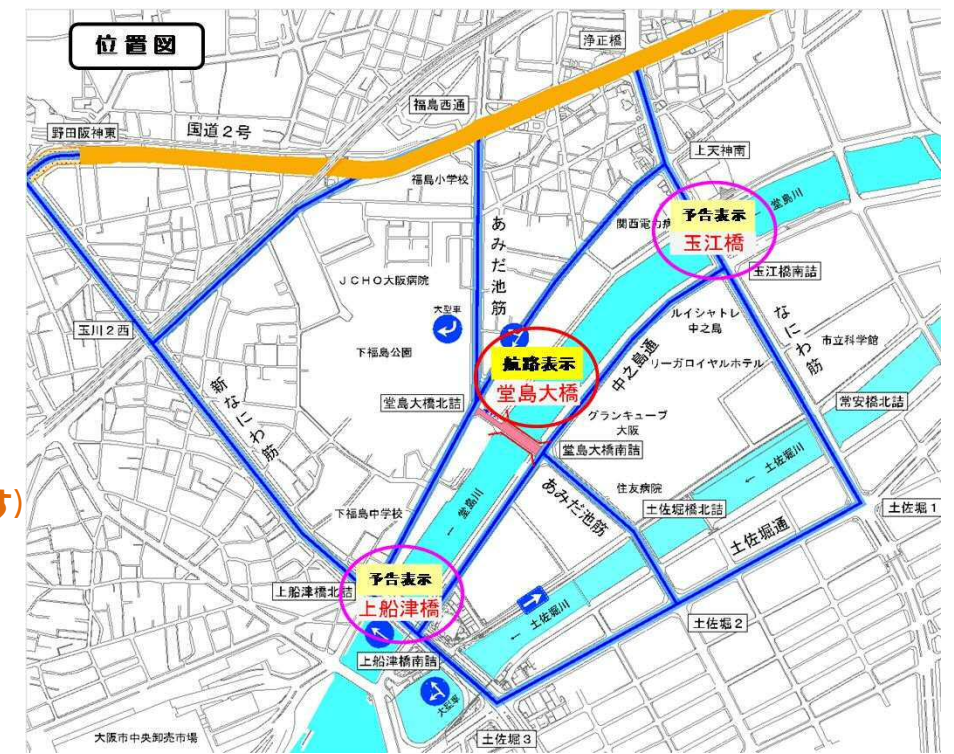 位置図
浄正橋
福島西通
国道2号
野田阪神東
上天神南
福島小学校
堂島川
予告表示
玉江橋
あみだ池筋
玉江橋南詰
JCHO大阪病院
大型車
ルイシャトレ
中之島
なにわ筋
玉川2西
下福島公園
市立科学館
中之島通
リーガロイヤルホテル
航路表示
堂島大橋
新なにわ筋
堂島大橋北詰
常安橋北詰
グランキューブ
大阪
堂島大橋南詰
← 土佐堀川
住友病院
あみだ池筋
す)
← 堂島川
土佐堀橋北詰
土佐堀1
下福島中学校
土佐堀通
予告表示
上船津橋
上船津橋北詰
← 土佐堀川
土佐堀2
上船津橋南詰
大型車
大阪市中央卸売市場
土佐堀3